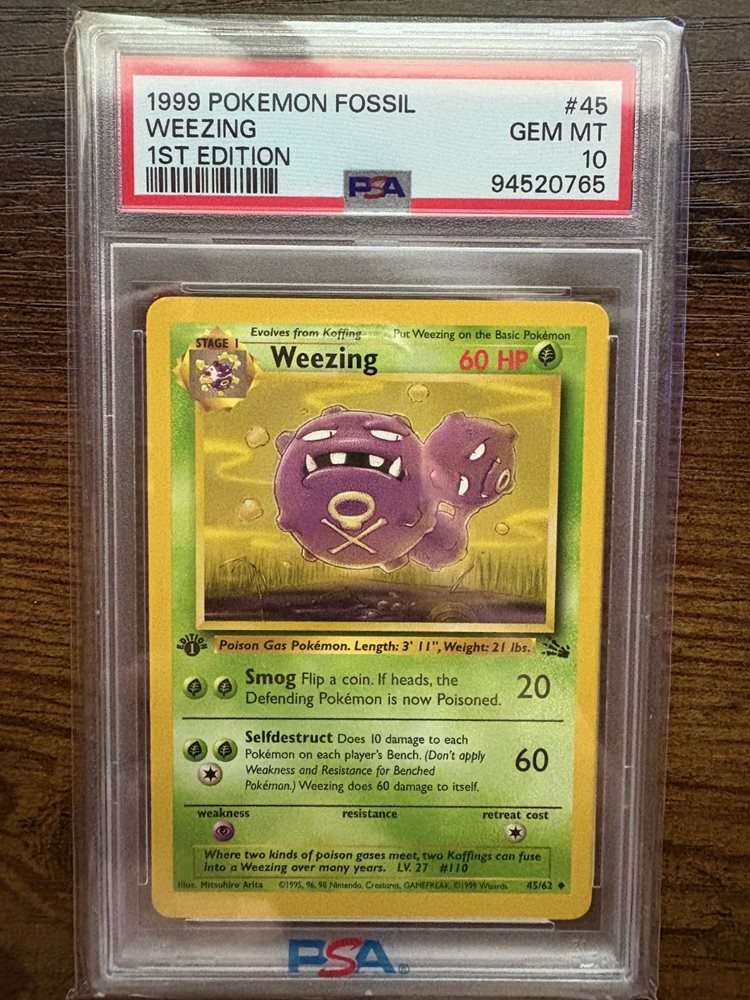 1999 POKEMON FOSSIL #45
WEEZING GEM MT
1ST EDITION 10
PSA 94520765
Evolves from Koffing Put Weezing on the Basic Pokémon
STAGE 1
Weezing 60 HP
EDITION
1
Poison Gas Pokémon. Length: 3' 11", Weight: 21 lbs.
Smog Flip a coin. If heads, the
Defending Pokémon is now Poisoned. 20
Selfdestruct Does 10 damage to each
Pokémon on each player's Bench. (Don't apply
Weakness and Resistance for Benched
Pokémon.) Weezing does 60 damage to itself. 60
weakness resistance retreat cost
Where two kinds of poison gases meet, two Koffings can fuse
into a Weezing over many years. LV. 27 #110
Illus. Mitsuhiro Arita ©1995, 96, 98 Nintendo, Creatures, GAMEFREAK. ©1999 Wizards. 45/62
PSA®